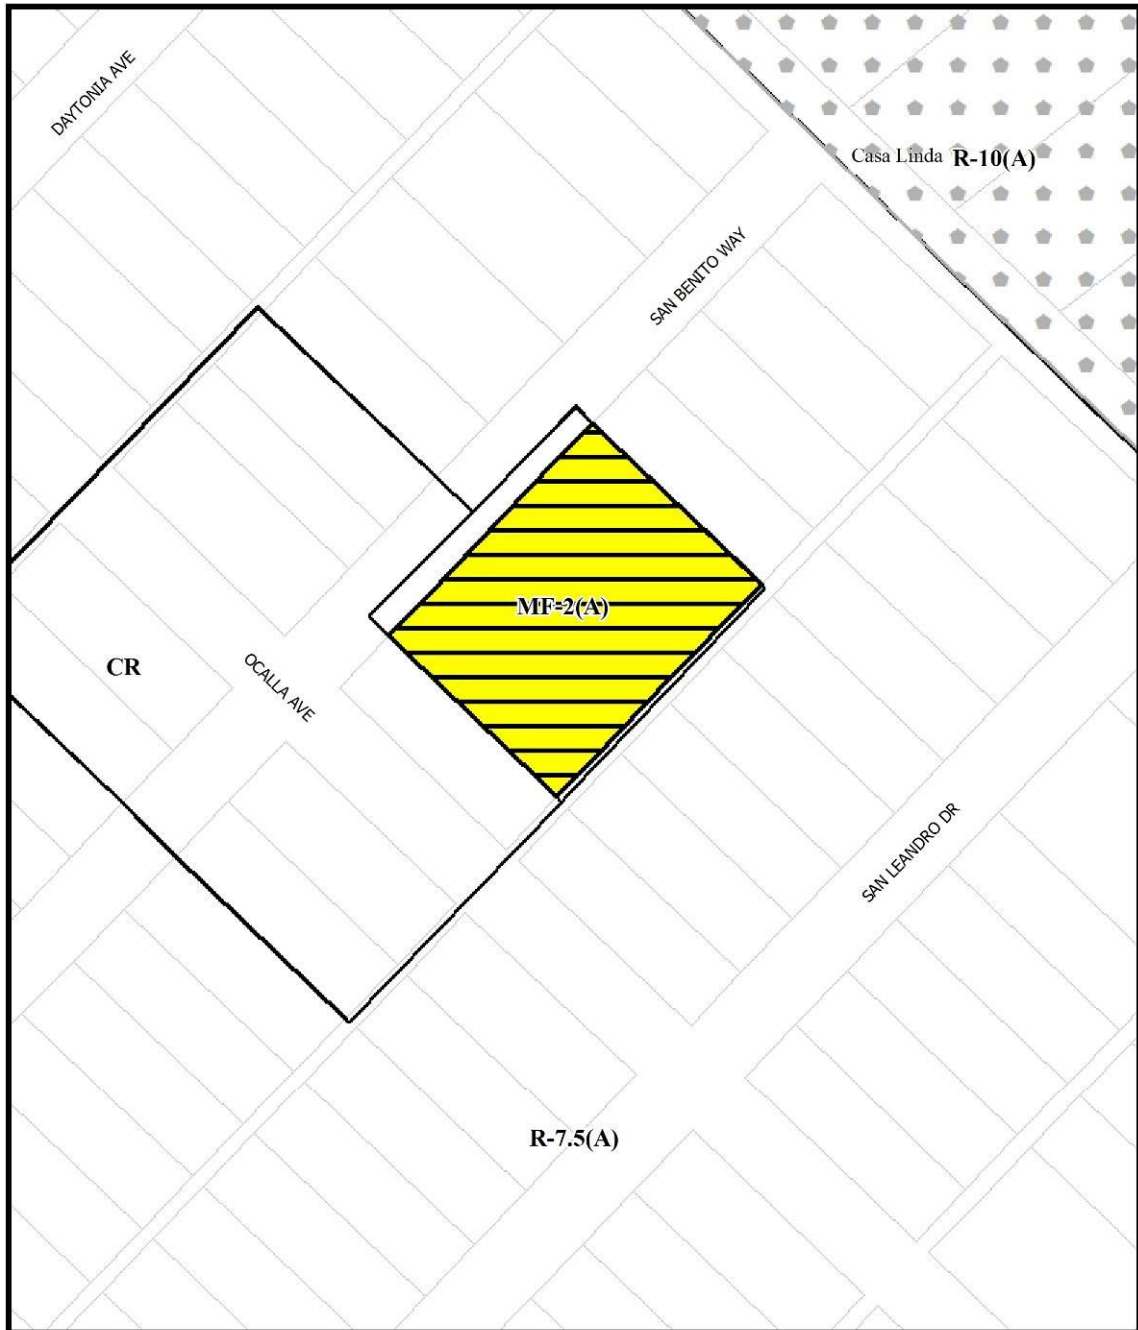 DAYTONIA AVE
Casa Linda R-10(A)
SAN BENITO WAY
MF-2(A)
CR
OCALLA AVE
SAN LEANDRO DR
R-7.5(A)